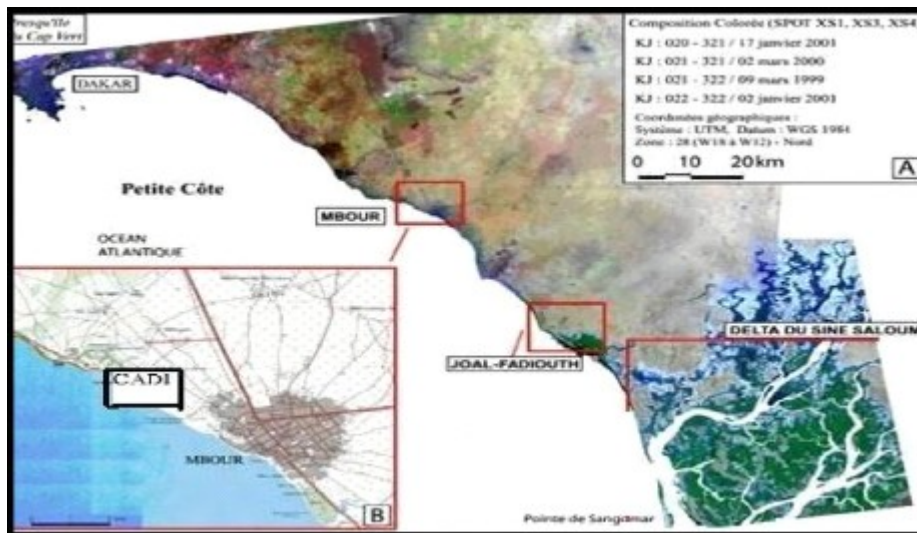 Presqu'île
du Cap Vert
DAKAR
Composition Colorée (SPOT XS1, XS3, XS4)
KJ : 020 - 321 / 17 janvier 2001
KJ : 021 - 321 / 02 mars 2000
KJ : 021 - 322 / 09 mars 1999
KJ : 022 - 322 / 02 janvier 2001
Coordonnées géographiques :
Système : UTM, Datum : WGS 1984
Zone : 28 (W18 à W12) - Nord
0 10 20 km
A
Petite Côte
MBOUR
OCEAN
ATLANTIQUE
DELTA DU SINE SALOUM
JOAL-FADIOUTH
CADI
MBOUR
B
Pointe de Sangomar